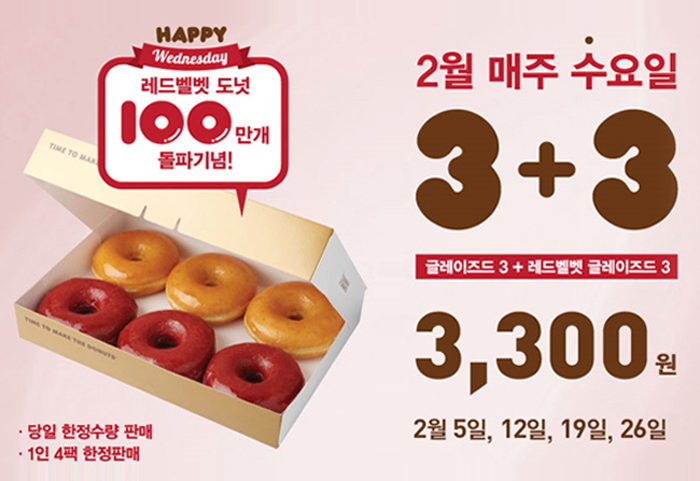 HAPPY
Wednesday
레드벨벳 도넛
100만개
돌파기념!
TIME TO MAKE
TIME TO MAKE THE DONUTS
· 당일 한정수량 판매
· 1인 4팩 한정판매
2월 매주 수요일
3+3
글레이즈드 3 + 레드벨벳 글레이즈드 3
3,300원
2월 5일, 12일, 19일, 26일